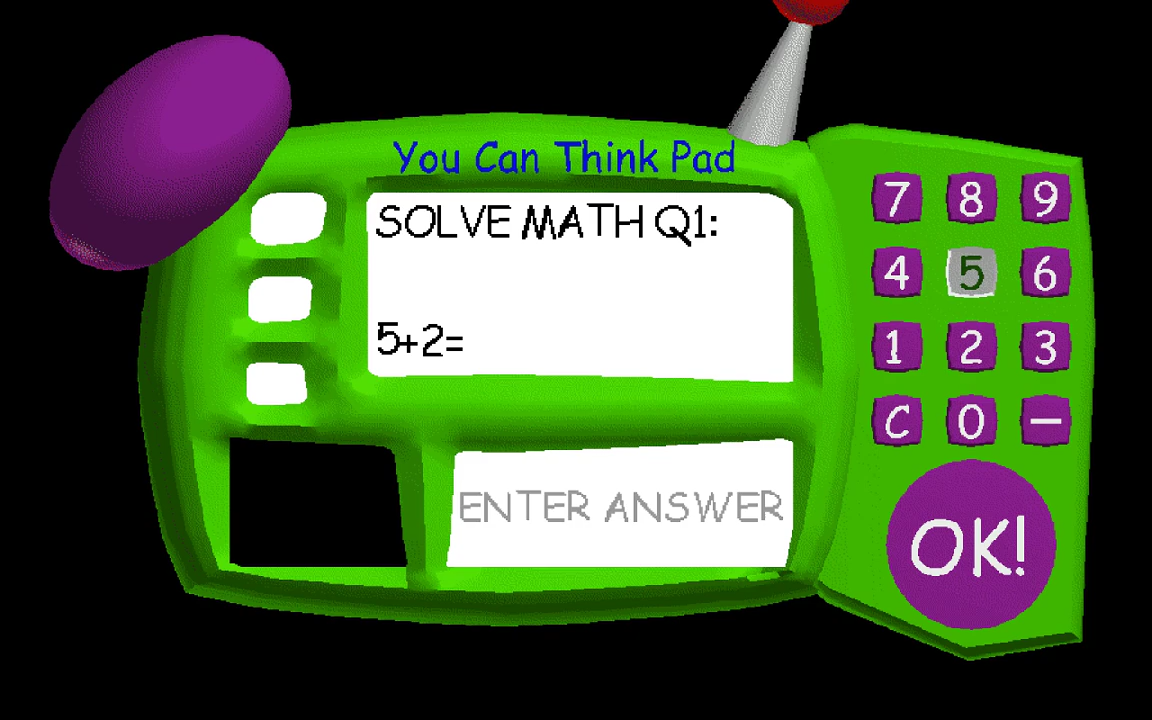 You Can Think Pad
SOLVE MATH Q1:
5+2=
ENTER ANSWER
7 8 9
4 5 6
1 2 3
C 0 −
OK!